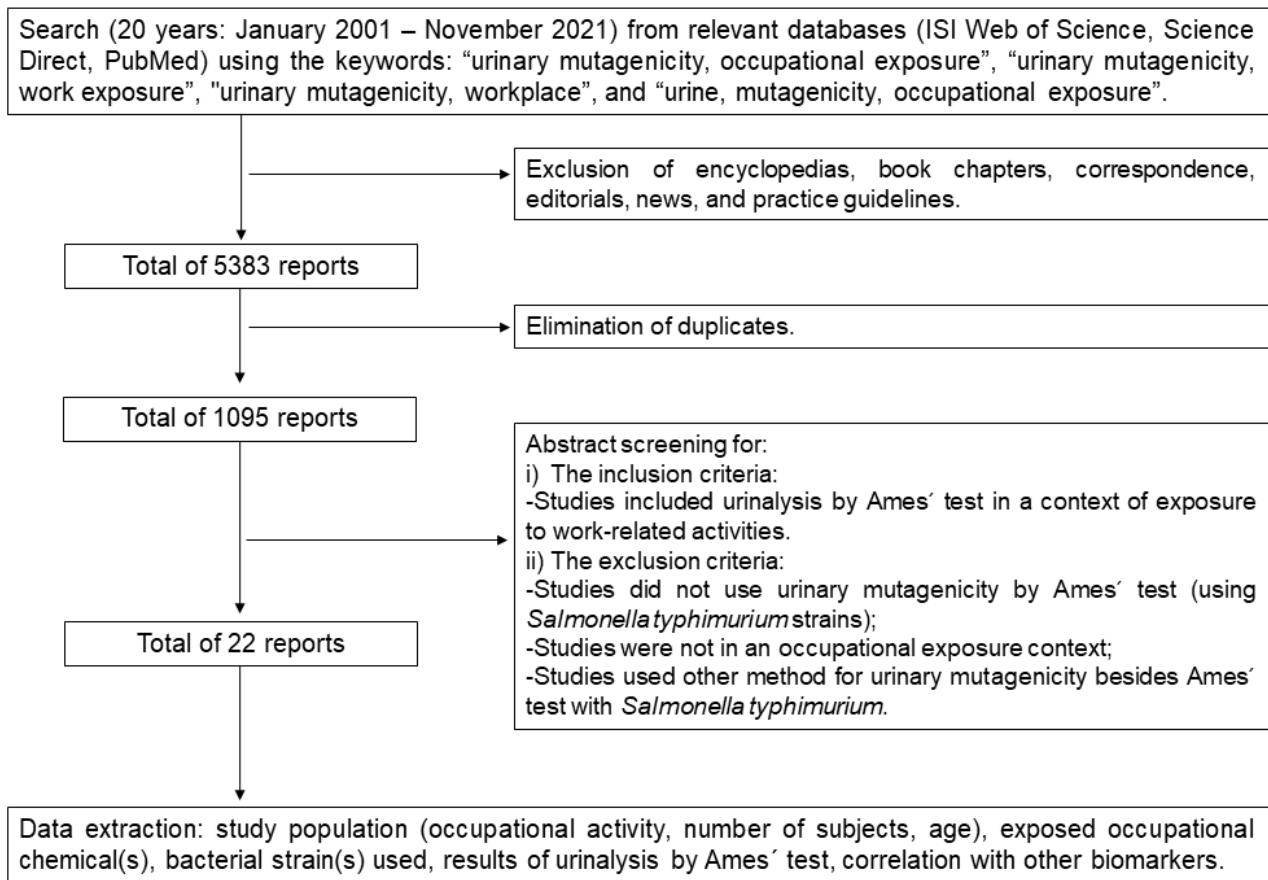 Search (20 years: January 2001 – November 2021) from relevant databases (ISI Web of Science, Science
Direct, PubMed) using the keywords: “urinary mutagenicity, occupational exposure”, “urinary mutagenicity,
work exposure”, "urinary mutagenicity, workplace”, and “urine, mutagenicity, occupational exposure”.
Exclusion of encyclopedias, book chapters, correspondence,
editorials, news, and practice guidelines.
Total of 5383 reports
Elimination of duplicates.
Total of 1095 reports
Abstract screening for:
i) The inclusion criteria:
-Studies included urinalysis by Ames´ test in a context of exposure
to work-related activities.
ii) The exclusion criteria:
-Studies did not use urinary mutagenicity by Ames´ test (using
Salmonella typhimurium strains);
-Studies were not in an occupational exposure context;
-Studies used other method for urinary mutagenicity besides Ames´
test with Salmonella typhimurium.
Total of 22 reports
Data extraction: study population (occupational activity, number of subjects, age), exposed occupational
chemical(s), bacterial strain(s) used, results of urinalysis by Ames´ test, correlation with other biomarkers.